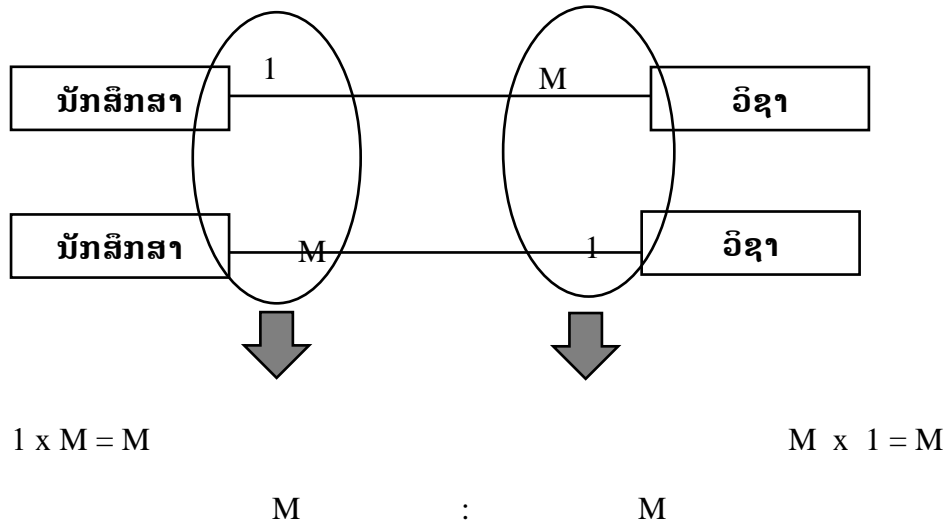 1 M
ນັກສຶກສາ ວິຊາ
ນັກສຶກສາ M 1 ວິຊາ
1 x M = M M x 1 = M
M : M